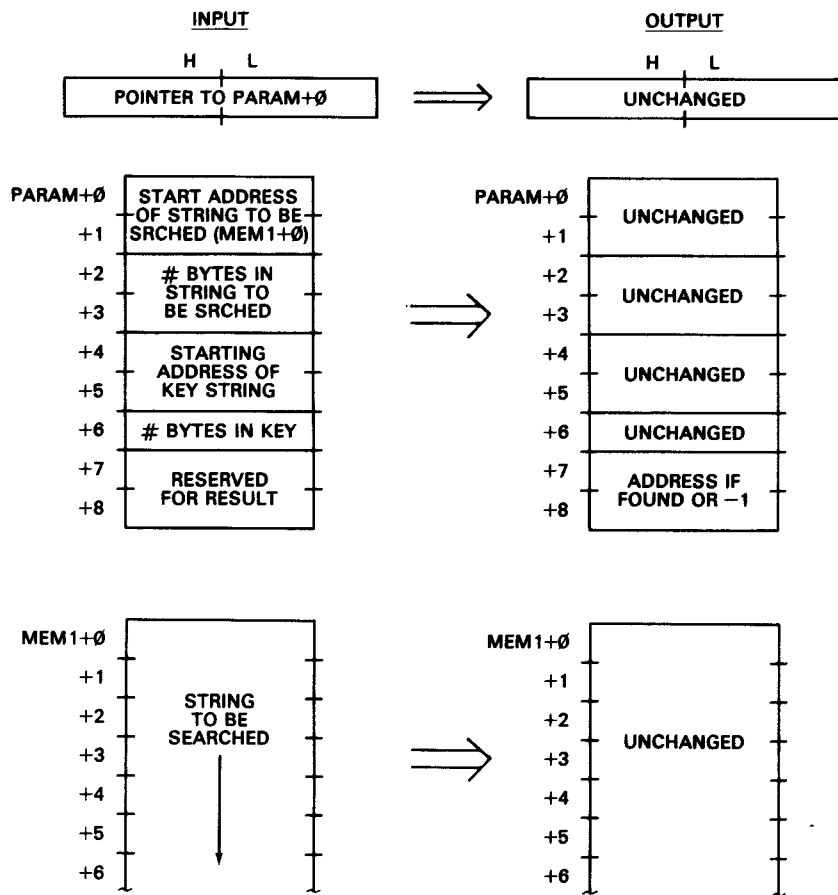 INPUT
H L
POINTER TO PARAM+Ø
OUTPUT
H L
UNCHANGED
PARAM+Ø
+1
+2
+3
+4
+5
+6
+7
+8
START ADDRESS
OF STRING TO BE
SRCHED (MEM1+Ø)
# BYTES IN
STRING TO
BE SRCHED
STARTING
ADDRESS OF
KEY STRING
# BYTES IN KEY
RESERVED
FOR RESULT
PARAM+Ø
+1
+2
+3
+4
+5
+6
+7
+8
UNCHANGED
UNCHANGED
UNCHANGED
UNCHANGED
ADDRESS IF
FOUND OR −1
MEM1+Ø
+1
+2
+3
+4
+5
+6
STRING
TO BE
SEARCHED
MEM1+Ø
+1
+2
+3
+4
+5
+6
UNCHANGED